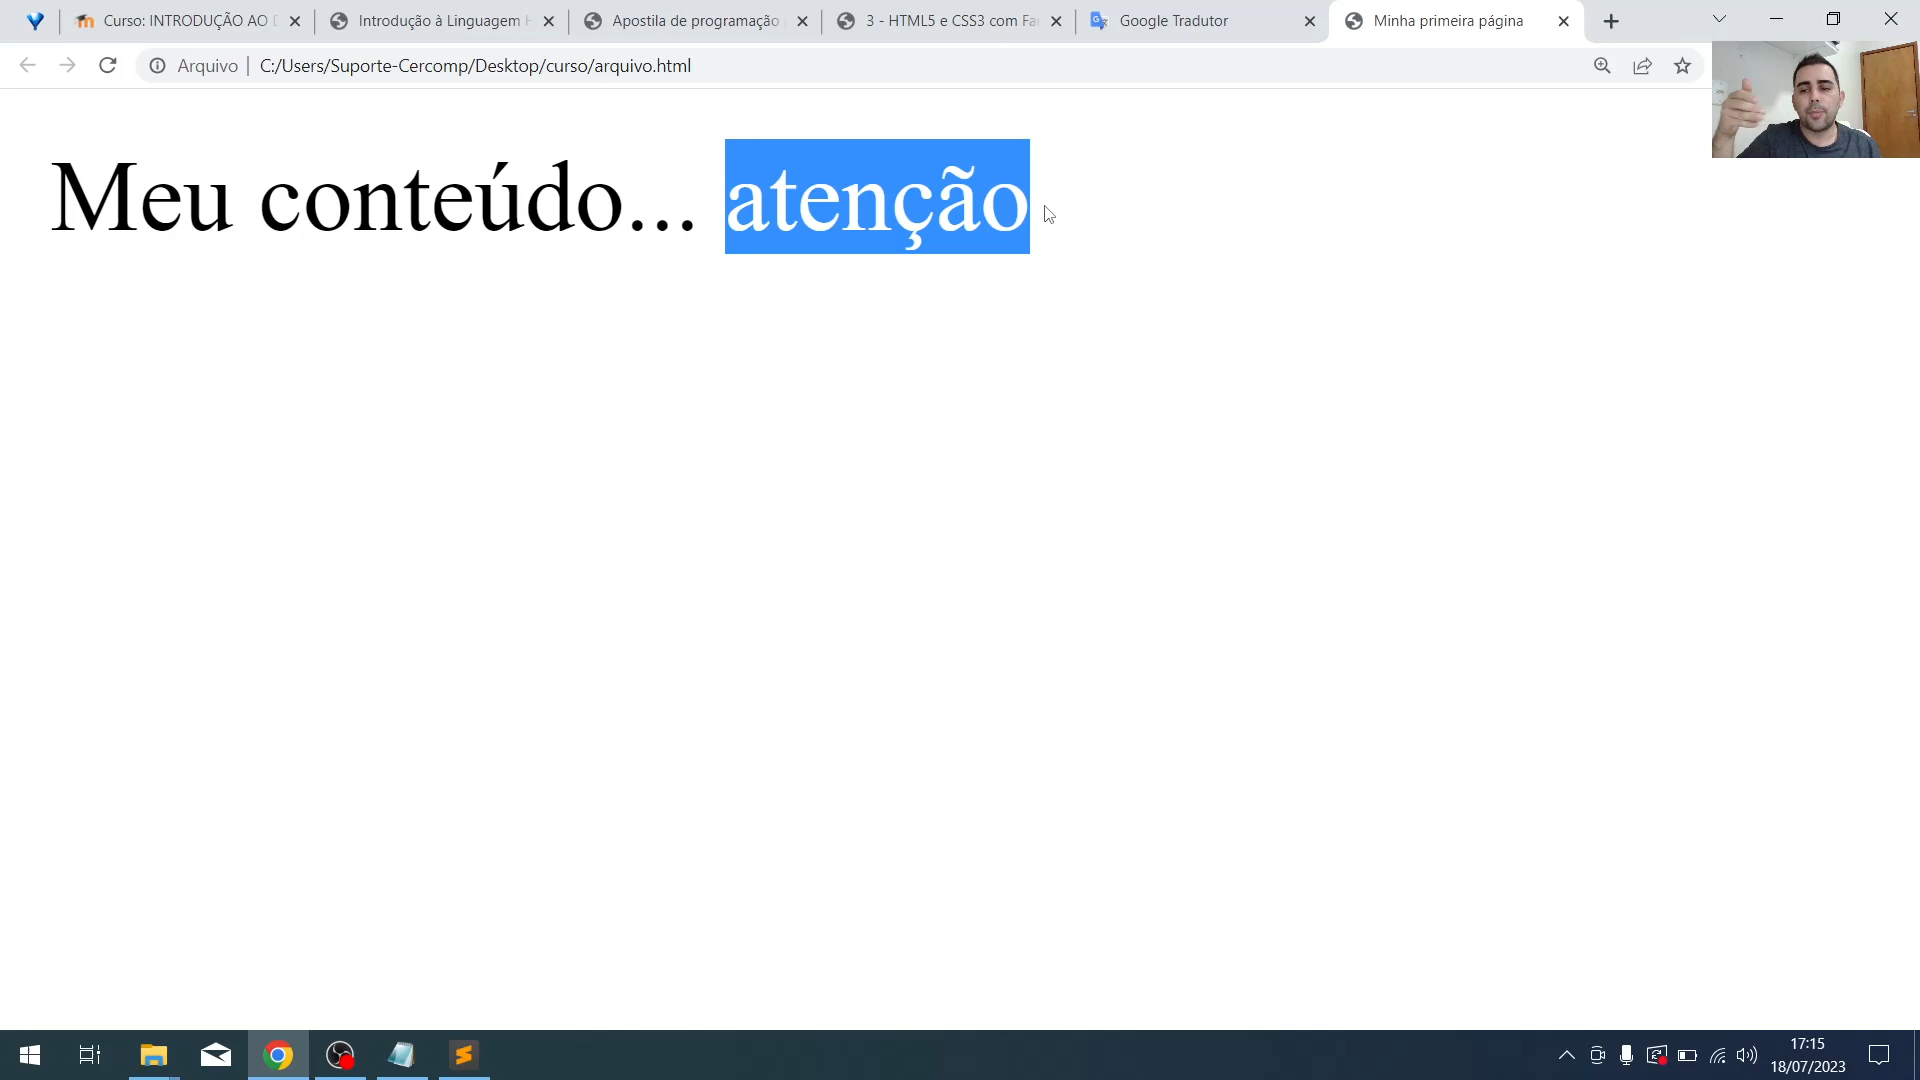 Curso: INTRODUÇÃO AO D
Introdução à Linguagem H
Apostila de programação
3 - HTML5 e CSS3 com Fa
Google Tradutor
Minha primeira página
Arquivo
C:/Users/Suporte-Cercomp/Desktop/curso/arquivo.html
Meu conteúdo... atenção
17:15
18/07/2023